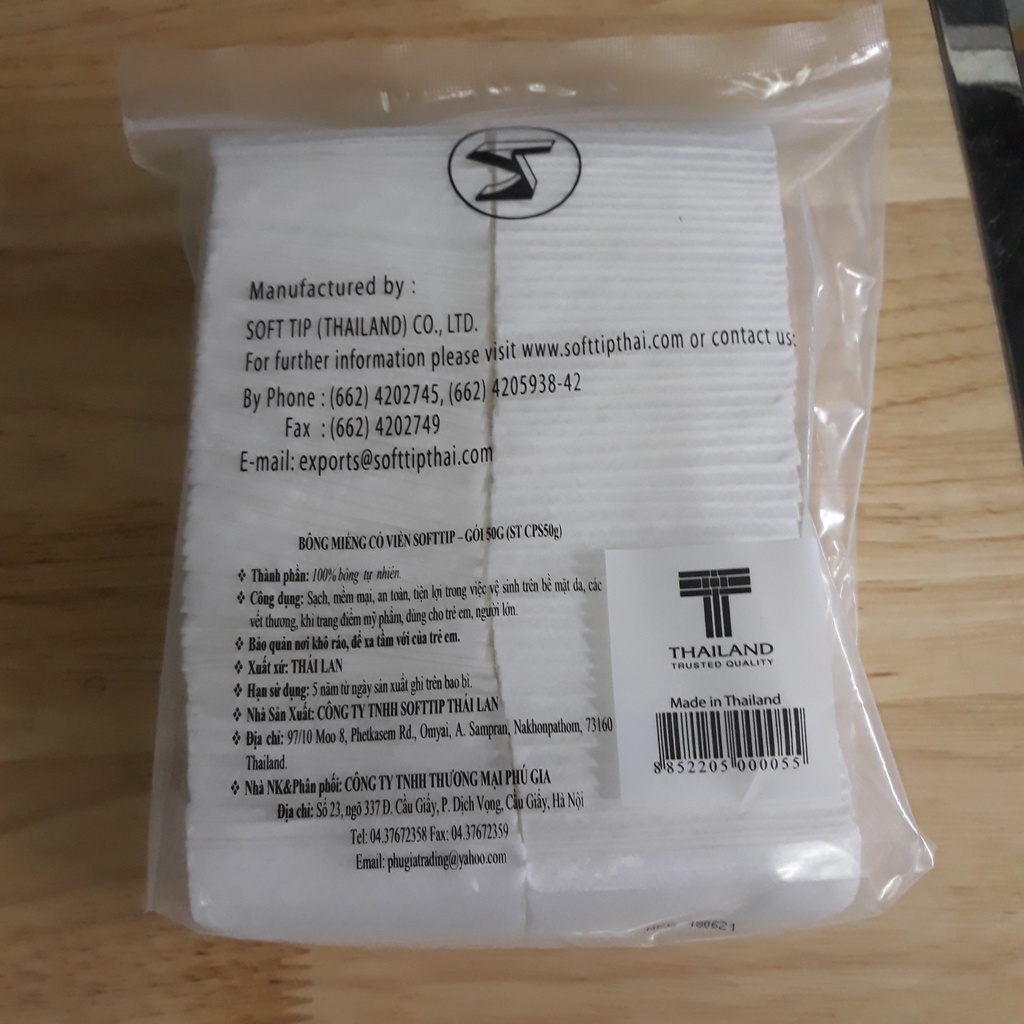 Manufactured by :
SOFT TIP (THAILAND) CO., LTD.
For further information please visit www.softtipthai.com or contact us:
By Phone : (662) 4202745, (662) 4205938-42
Fax : (662) 4202749
E-mail: exports@softtipthai.com
BÔNG MIẾNG CÓ VIỀN SOFTTIP – GÓI 50G (ST CPS50g)
❖ Thành phần: 100% bông tự nhiên
❖ Công dụng: Sạch, mềm mại, an toàn, tiện lợi trong việc vệ sinh trên bề mặt da, các
vết thương, khi trang điểm mỹ phẩm, dùng cho trẻ em, người lớn.
❖ Bảo quản nơi khô ráo, để xa tầm với của trẻ em.
❖ Xuất xứ: THÁI LAN
❖ Hạn sử dụng: 5 năm từ ngày sản xuất ghi trên bao bì.
❖ Nhà Sản Xuất: CÔNG TY TNHH SOFTTIP THÁI LAN
❖ Địa chỉ: 97/10 Moo 8, Phetkasem Rd., Omyai, A. Sampran, Nakhonpathom, 73160
Thailand.
❖ Nhà NK&Phân phối: CÔNG TY TNHH THƯƠNG MẠI PHÚ GIA
Địa chỉ: Số 23, ngõ 337 Đ. Cầu Giấy, P. Dịch Vọng, Cầu Giấy, Hà Nội
Tel: 04.37672358 Fax: 04.37672359
Email: phugiatrading@yahoo.com
THAILAND
TRUSTED QUALITY
Made in Thailand
8852205000055
180621